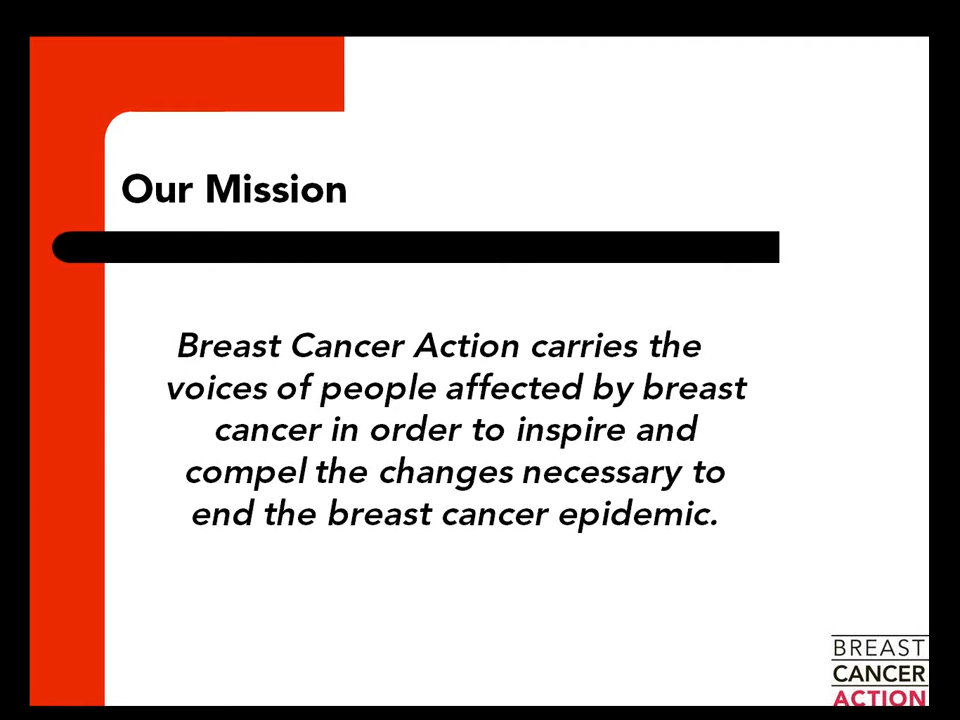 Our Mission
Breast Cancer Action carries the
voices of people affected by breast
cancer in order to inspire and
compel the changes necessary to
end the breast cancer epidemic.
BREAST
CANCER
ACTION